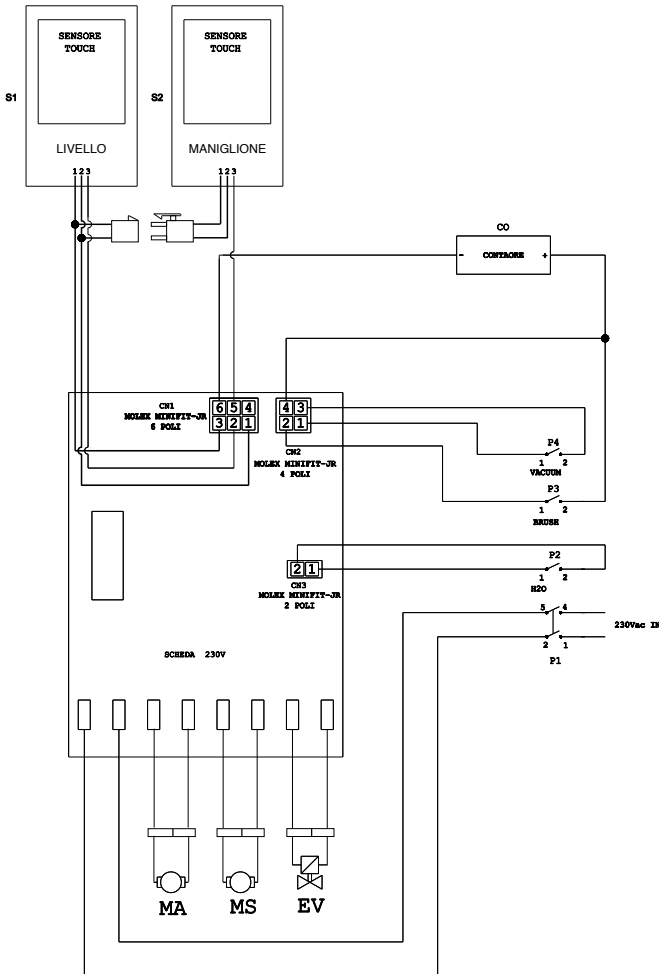 SENSORE
TOUCH
SENSORE
TOUCH
S1
S2
LIVELLO
MANIGLIONE
1 2 3
1 2 3
CO
- CONTAORE +
CN1
MOLEX MINIFIT-JR
6 POLI
6 5 4
3 2 1
4 3
2 1
CN2
MOLEX MINIFIT-JR
4 POLI
P4
1 2
VACUUM
P3
1 2
BRUSH
2 1
CN3
MOLEX MINIFIT-JR
2 POLI
P2
1 2
H2O
5 4
230Vac IN
2 1
P1
SCHEDA 230V
MA
MS
EV